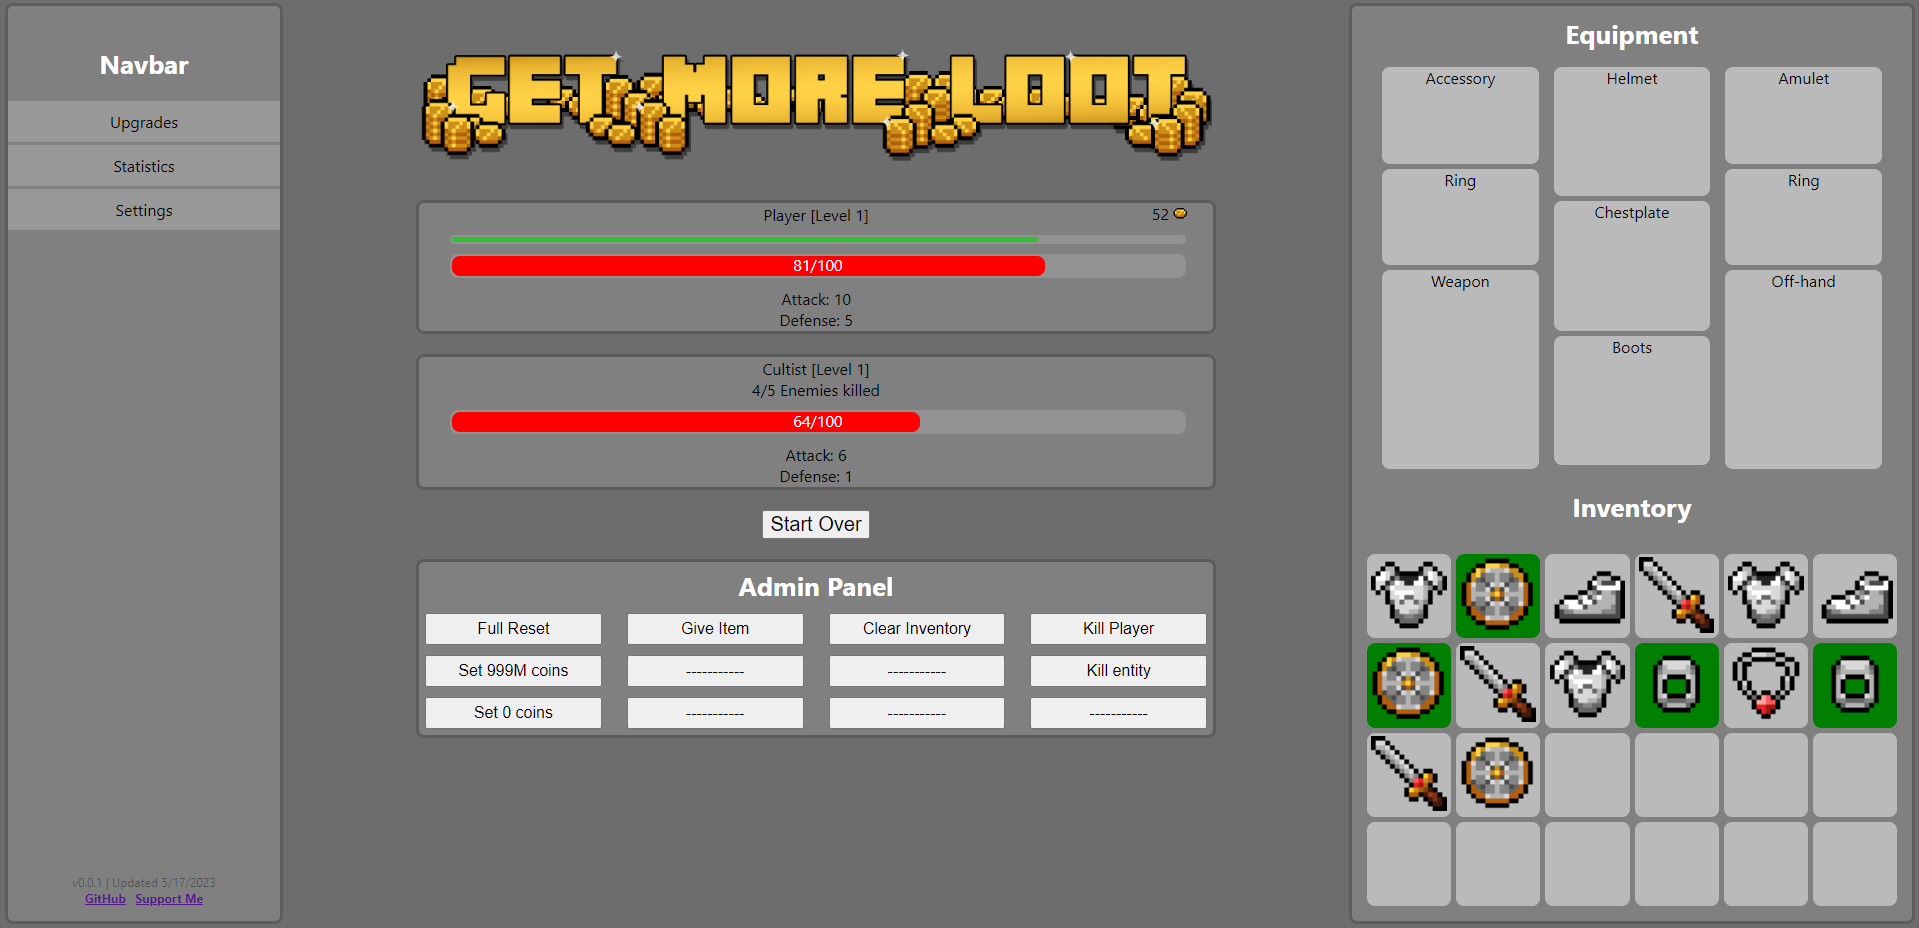 Navbar
Upgrades
Statistics
Settings
v0.0.1 | Updated 5/17/2023
GitHub Support Me
GET MORE LOOT
Player [Level 1]
52
81/100
Attack: 10
Defense: 5
Cultist [Level 1]
4/5 Enemies killed
64/100
Attack: 6
Defense: 1
Start Over
Admin Panel
Full Reset
Give Item
Clear Inventory
Kill Player
Set 999M coins
-----------
-----------
Kill entity
Set 0 coins
-----------
-----------
-----------
Equipment
Accessory
Helmet
Amulet
Ring
Chestplate
Ring
Weapon
Boots
Off-hand
Inventory